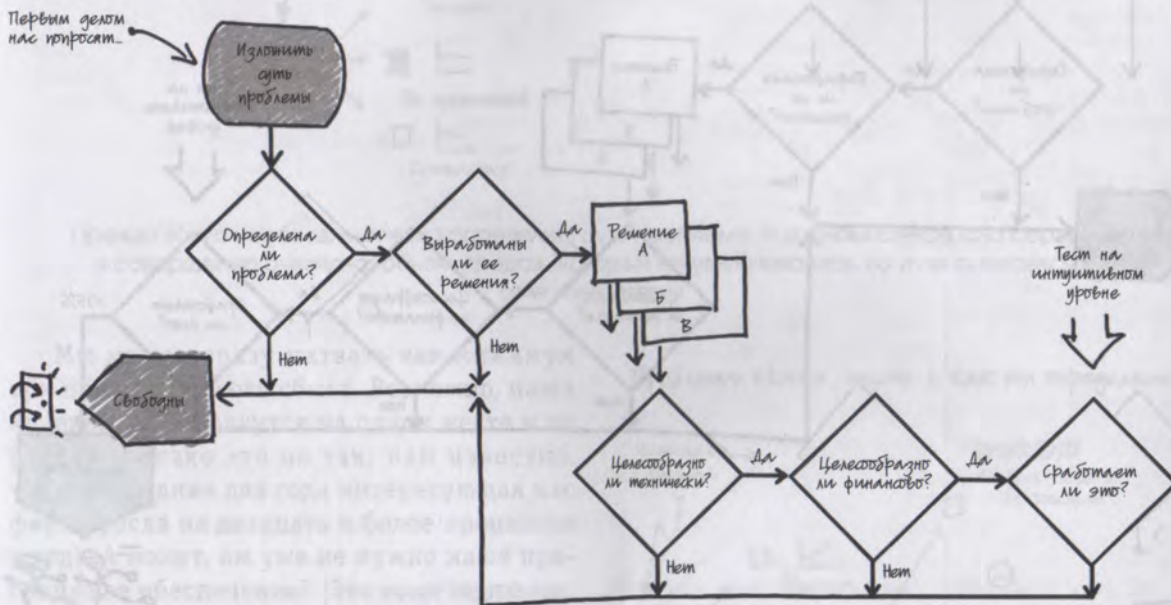 Первым делом
нас попросят...
Изложить
суть
проблемы
Определена
ли
проблема?
Да
Выработаны
ли ее
решения?
Да
Решение
А
Б
В
Тест на
интуитивном
уровне
Нет
Нет
Свободны
Целесообразно
ли технически?
Да
Целесообразно
ли финансово?
Да
Сработает
ли это?
Нет
Нет